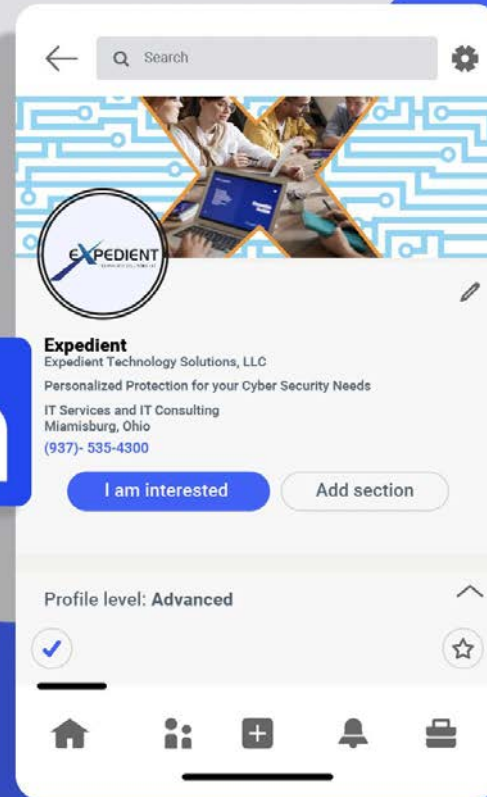 Search
EXPEDIENT
Expedient
Expedient Technology Solutions, LLC
Personalized Protection for your Cyber Security Needs
IT Services and IT Consulting
Miamisburg, Ohio
(937)- 535-4300
I am interested
Add section
Profile level: Advanced